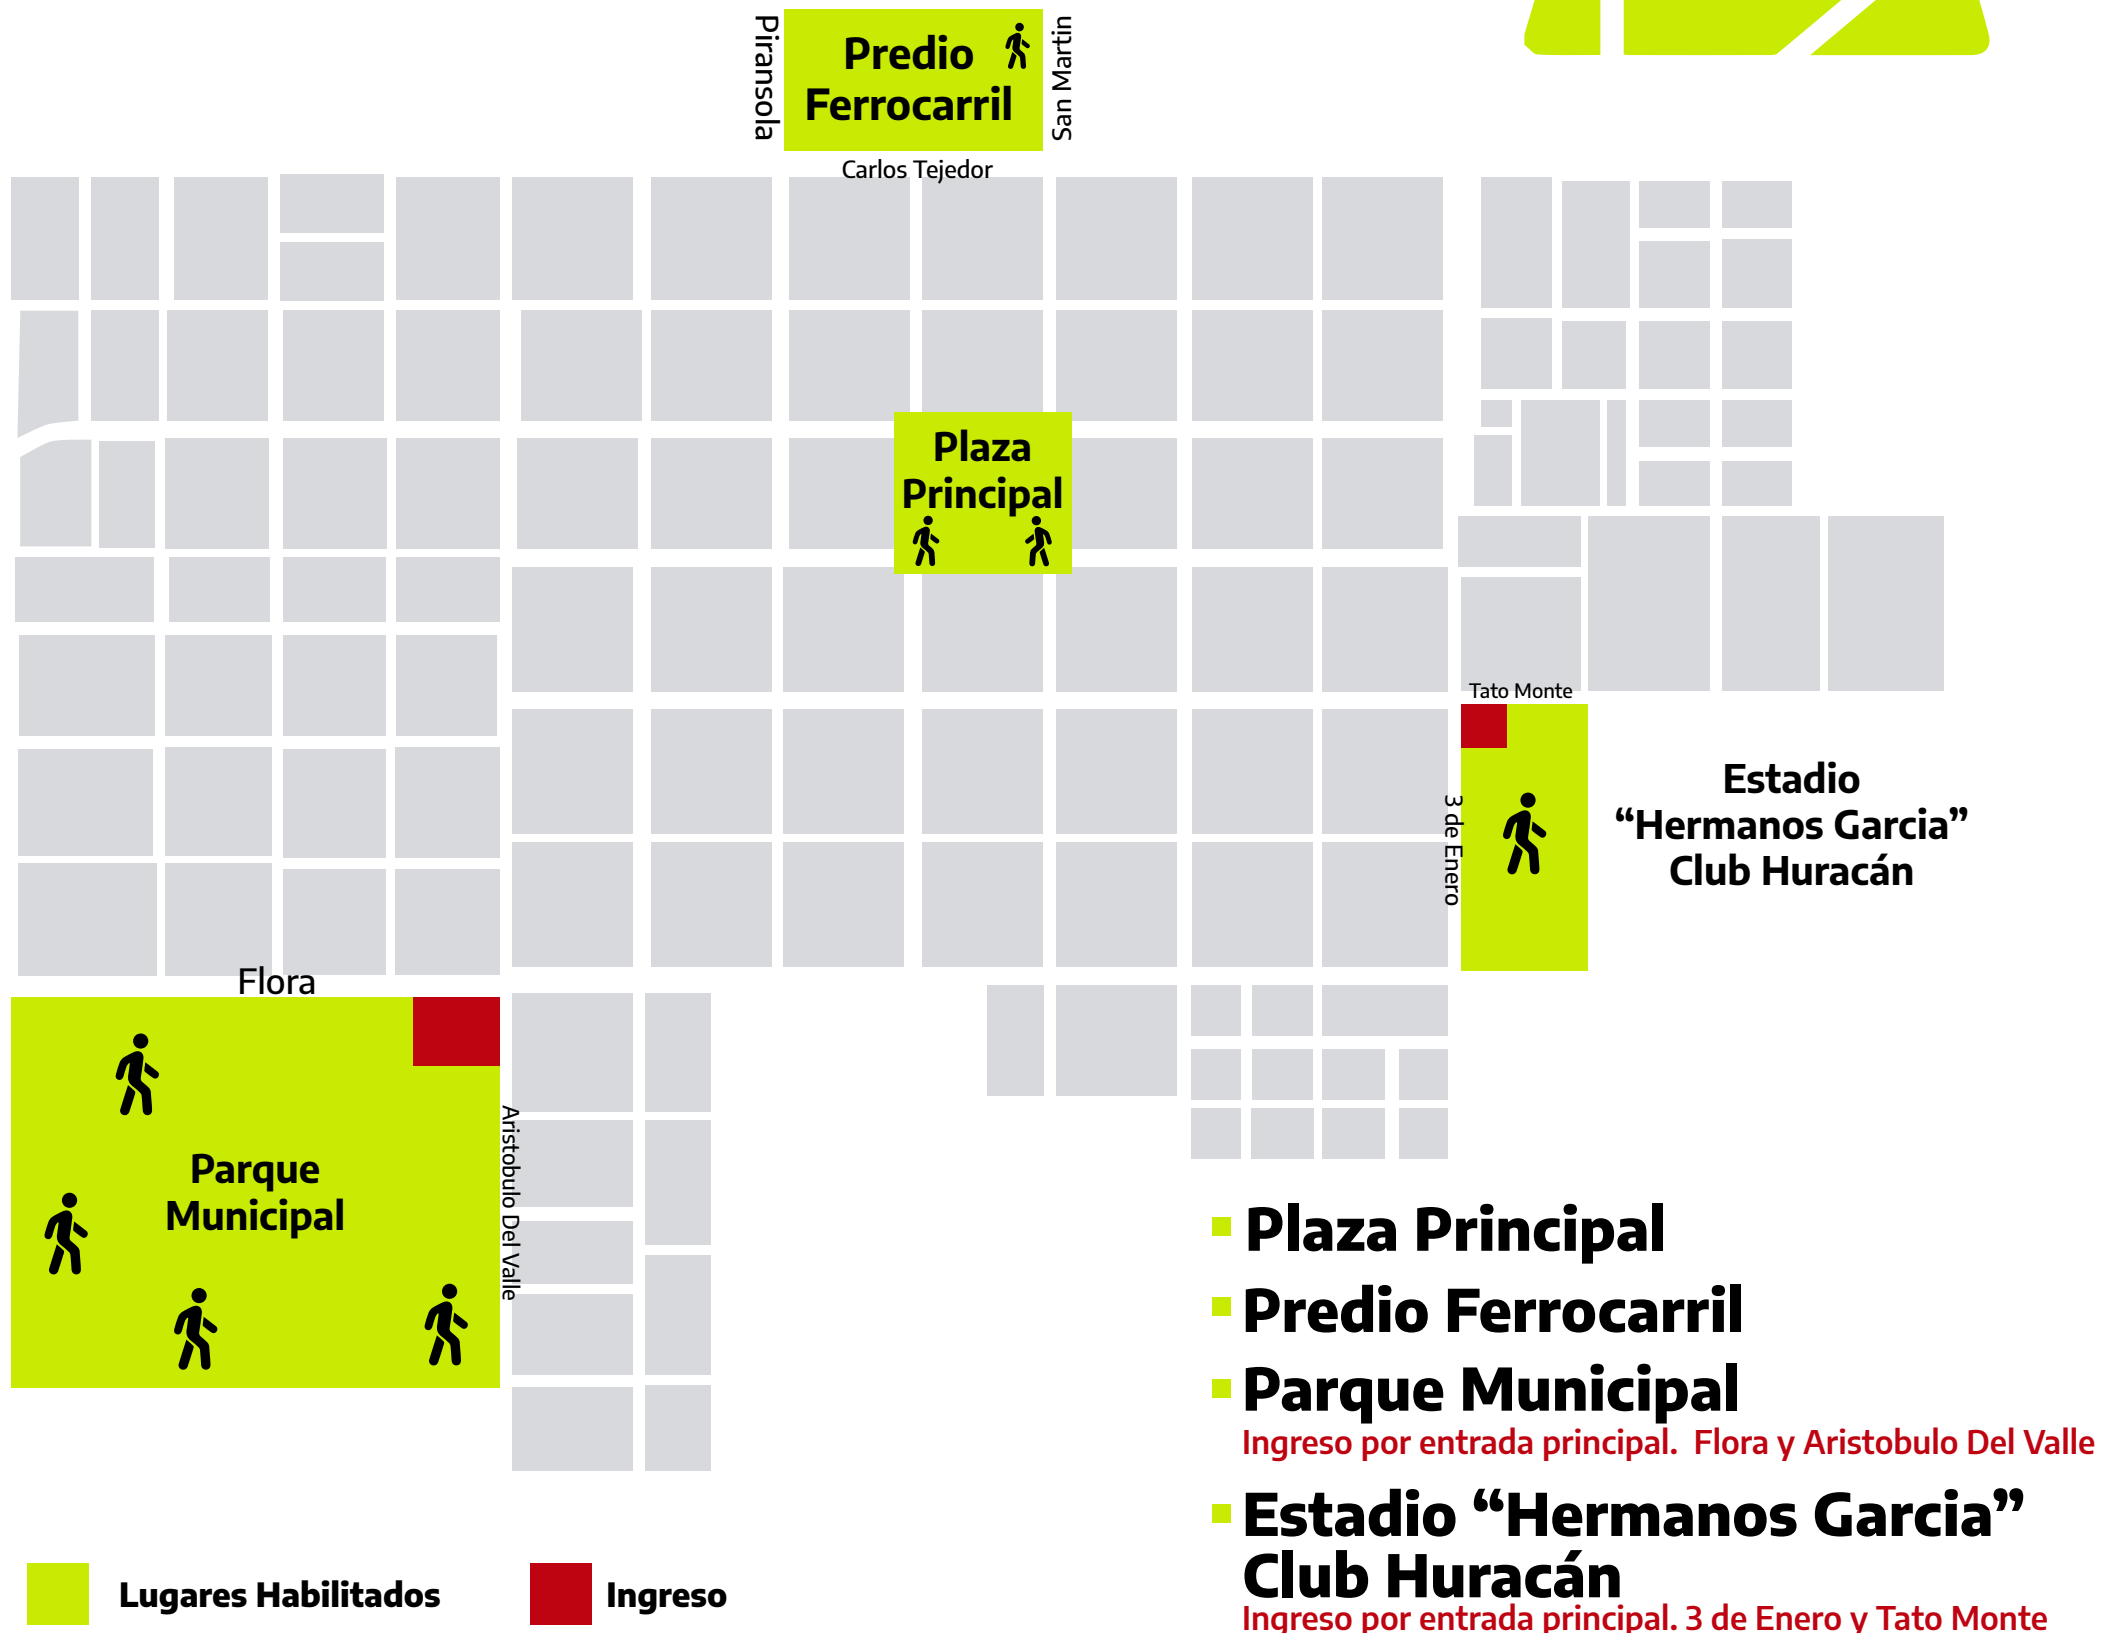 Piransola
Predio
Ferrocarril
San Martin
Carlos Tejedor
Plaza
Principal
Tato Monte
3 de Enero
Estadio
“Hermanos Garcia”
Club Huracán
Flora
Parque
Municipal
Aristobulo Del Valle
Plaza Principal
Predio Ferrocarril
Parque Municipal
Ingreso por entrada principal. Flora y Aristobulo Del Valle
Estadio “Hermanos Garcia”
Club Huracán
Ingreso por entrada principal. 3 de Enero y Tato Monte
Lugares Habilitados
Ingreso